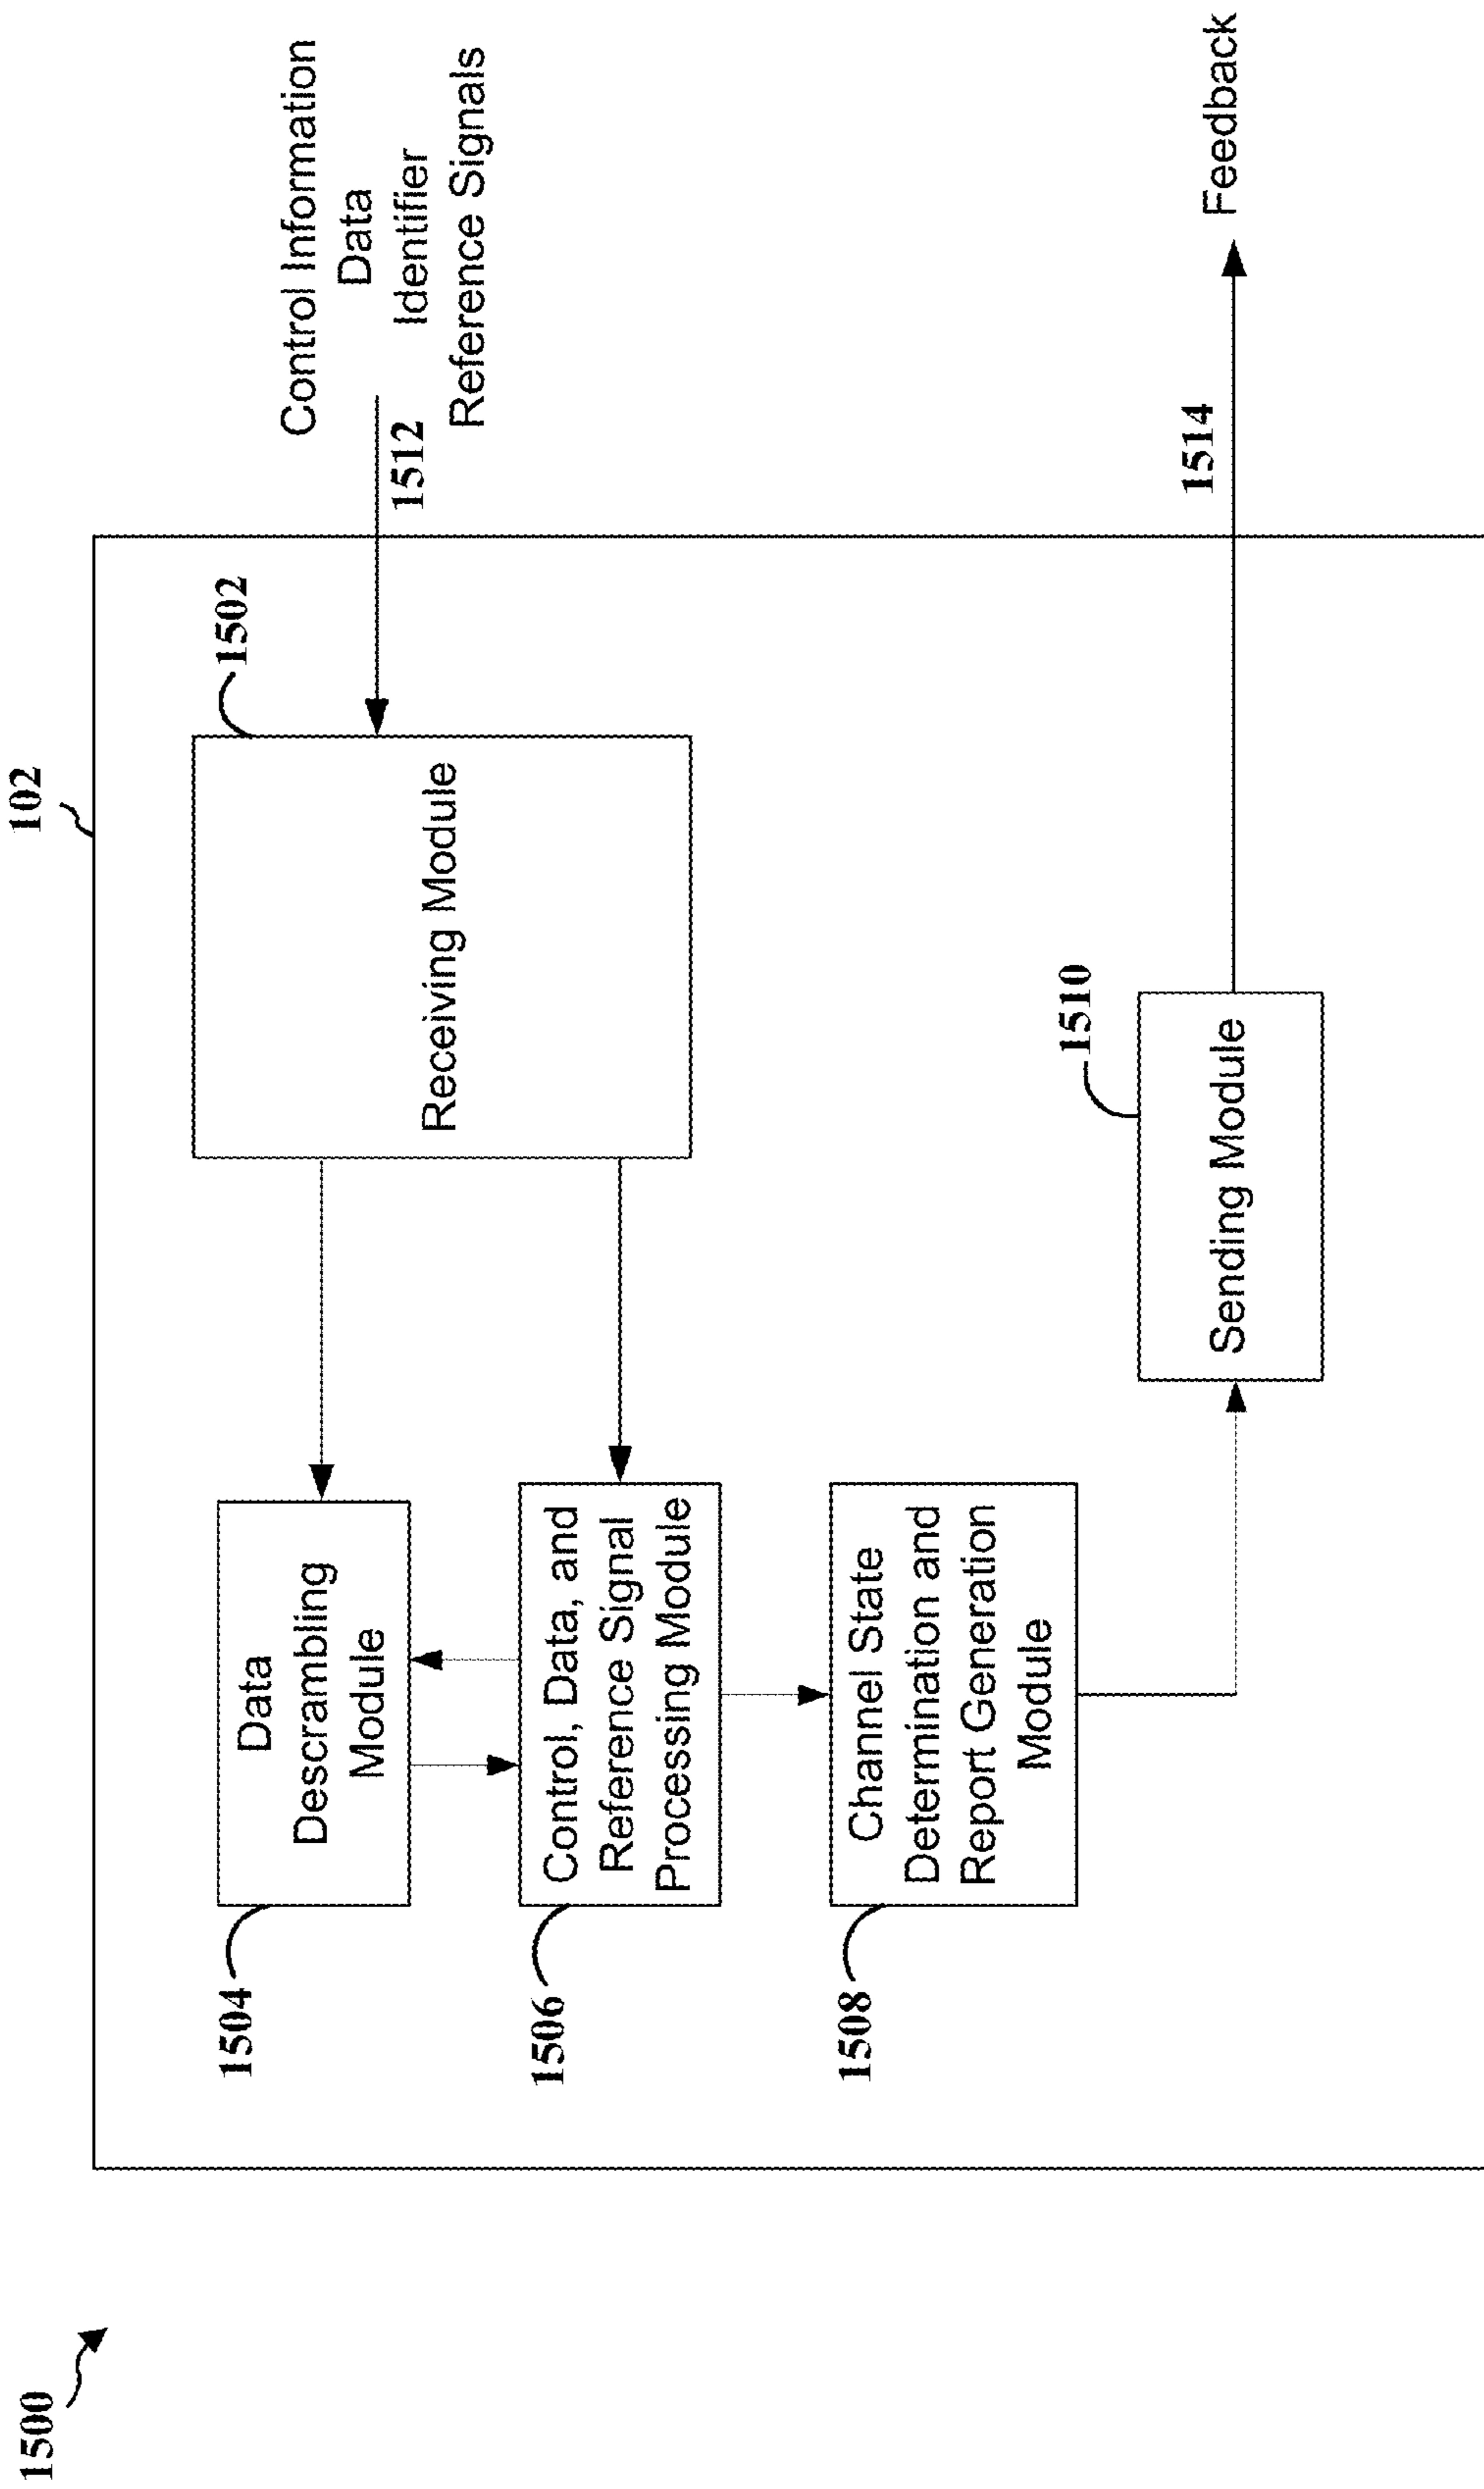 1500
102
1504
Data
Descrambling
Module
1506
Control, Data, and
Reference Signal
Processing Module
1508
Channel State
Determination and
Report Generation
Module
Receiving Module
1502
Sending Module
1510
1512
Control Information
Data
Identifier
Reference Signals
1514
Feedback